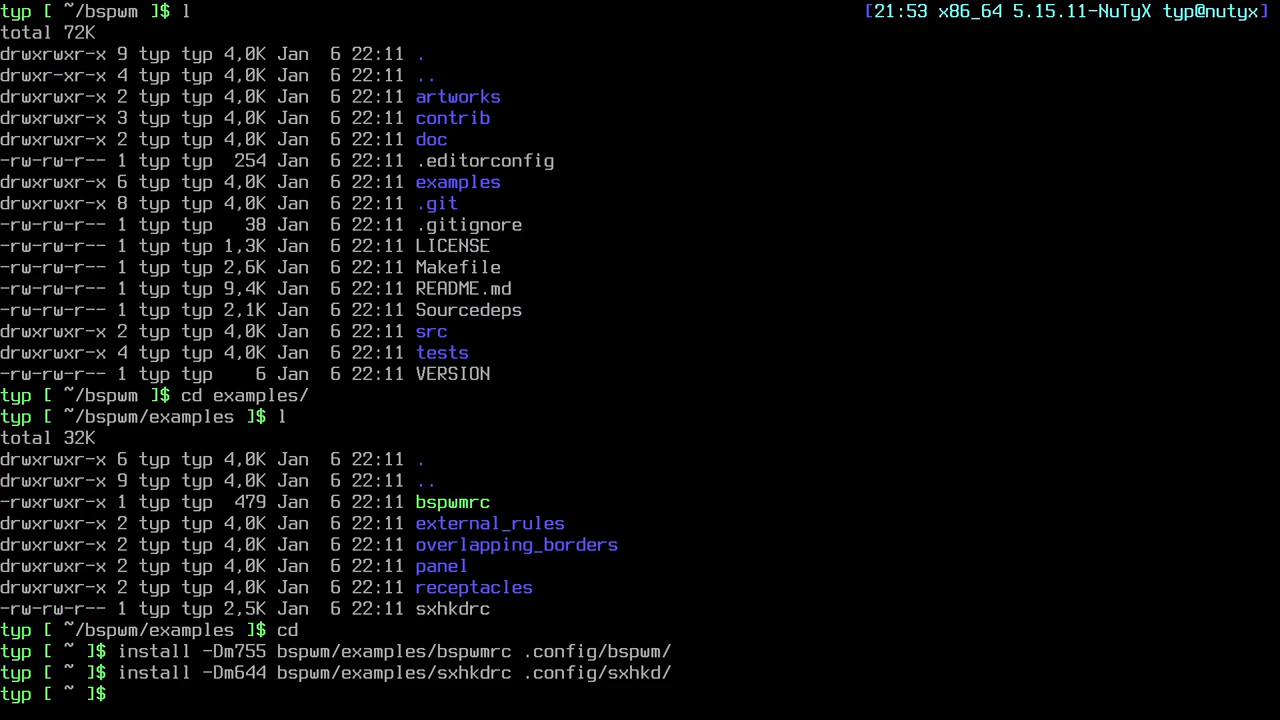 typ [ ~/bspwm ]$ l [21:53 x86_64 5.15.11-NuTyX typ@nutyx]
total 72K
drwxrwxr-x 9 typ typ 4,0K Jan  6 22:11 .
drwxr-xr-x 4 typ typ 4,0K Jan  6 22:11 ..
drwxrwxr-x 2 typ typ 4,0K Jan  6 22:11 artworks
drwxrwxr-x 3 typ typ 4,0K Jan  6 22:11 contrib
drwxrwxr-x 2 typ typ 4,0K Jan  6 22:11 doc
-rw-rw-r-- 1 typ typ  254 Jan  6 22:11 .editorconfig
drwxrwxr-x 6 typ typ 4,0K Jan  6 22:11 examples
drwxrwxr-x 8 typ typ 4,0K Jan  6 22:11 .git
-rw-rw-r-- 1 typ typ   38 Jan  6 22:11 .gitignore
-rw-rw-r-- 1 typ typ 1,3K Jan  6 22:11 LICENSE
-rw-rw-r-- 1 typ typ 2,6K Jan  6 22:11 Makefile
-rw-rw-r-- 1 typ typ 9,4K Jan  6 22:11 README.md
-rw-rw-r-- 1 typ typ 2,1K Jan  6 22:11 Sourcedeps
drwxrwxr-x 2 typ typ 4,0K Jan  6 22:11 src
drwxrwxr-x 4 typ typ 4,0K Jan  6 22:11 tests
-rw-rw-r-- 1 typ typ    6 Jan  6 22:11 VERSION
typ [ ~/bspwm ]$ cd examples/
typ [ ~/bspwm/examples ]$ l
total 32K
drwxrwxr-x 6 typ typ 4,0K Jan  6 22:11 .
drwxrwxr-x 9 typ typ 4,0K Jan  6 22:11 ..
-rwxrwxr-x 1 typ typ  479 Jan  6 22:11 bspwmrc
drwxrwxr-x 2 typ typ 4,0K Jan  6 22:11 external_rules
drwxrwxr-x 2 typ typ 4,0K Jan  6 22:11 overlapping_borders
drwxrwxr-x 2 typ typ 4,0K Jan  6 22:11 panel
drwxrwxr-x 2 typ typ 4,0K Jan  6 22:11 receptacles
-rw-rw-r-- 1 typ typ 2,5K Jan  6 22:11 sxhkdrc
typ [ ~/bspwm/examples ]$ cd
typ [ ~ ]$ install -Dm755 bspwm/examples/bspwmrc .config/bspwm/
typ [ ~ ]$ install -Dm644 bspwm/examples/sxhkdrc .config/sxhkd/
typ [ ~ ]$